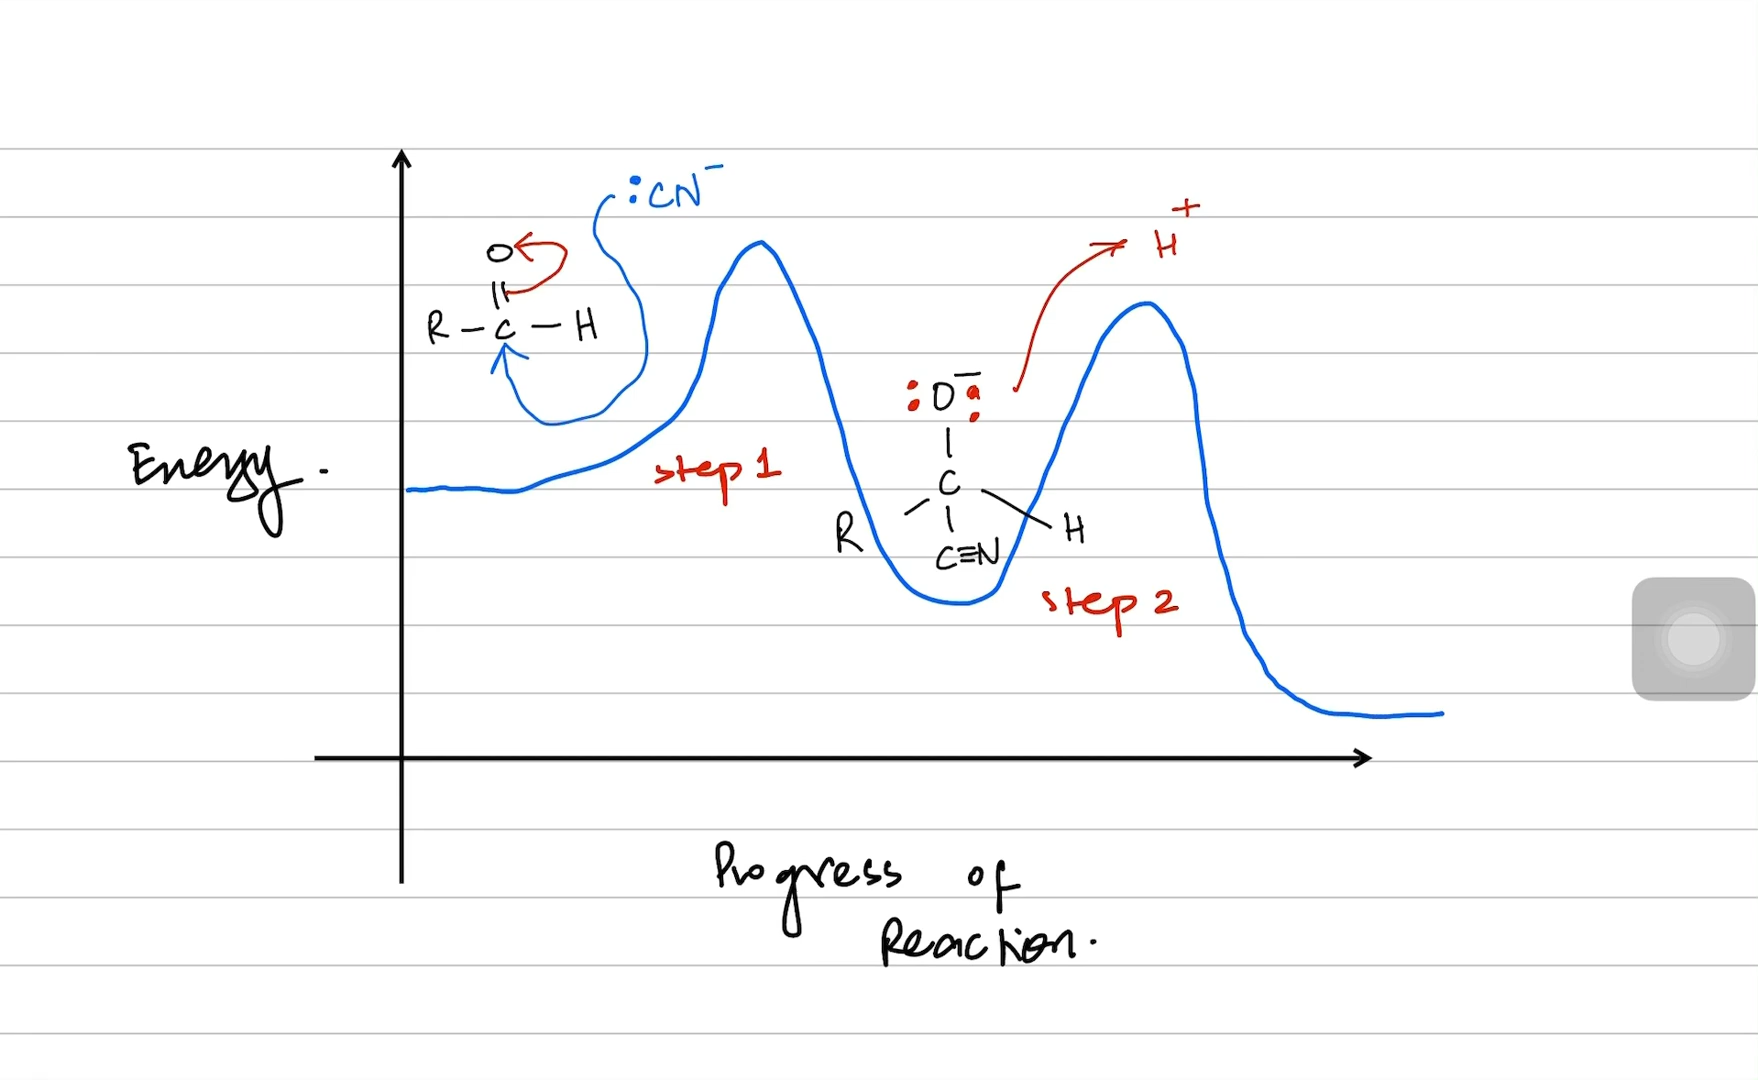 :CN⁻
O
||
R – C – H
H⁺
Energy.
:O⁻:
|
C
R
H
|
C≡N
step 1
step 2
Progress of
Reaction.